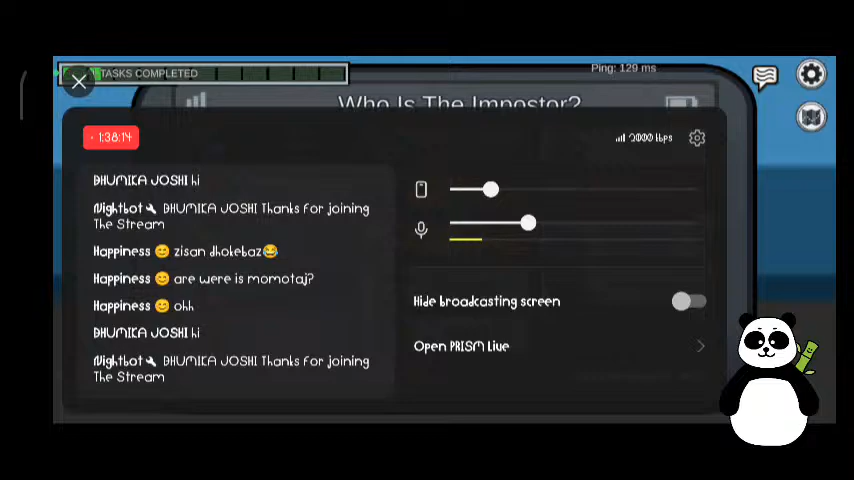 TASKS COMPLETED
Ping: 129 ms
Who Is The Impostor?
· 1:38:14
2000 kbps
BHUMIKA JOSHI hi
Nightbot🔧 BHUMIKA JOSHI Thanks for joining
The Stream
Happiness 😊 zisan dhokebaz😂
Happiness 😊 are were is momotaj?
Happiness 😊 ohh
BHUMIKA JOSHI hi
Nightbot🔧 BHUMIKA JOSHI Thanks for joining
The Stream
Hide broadcasting screen
Open PRISM Live